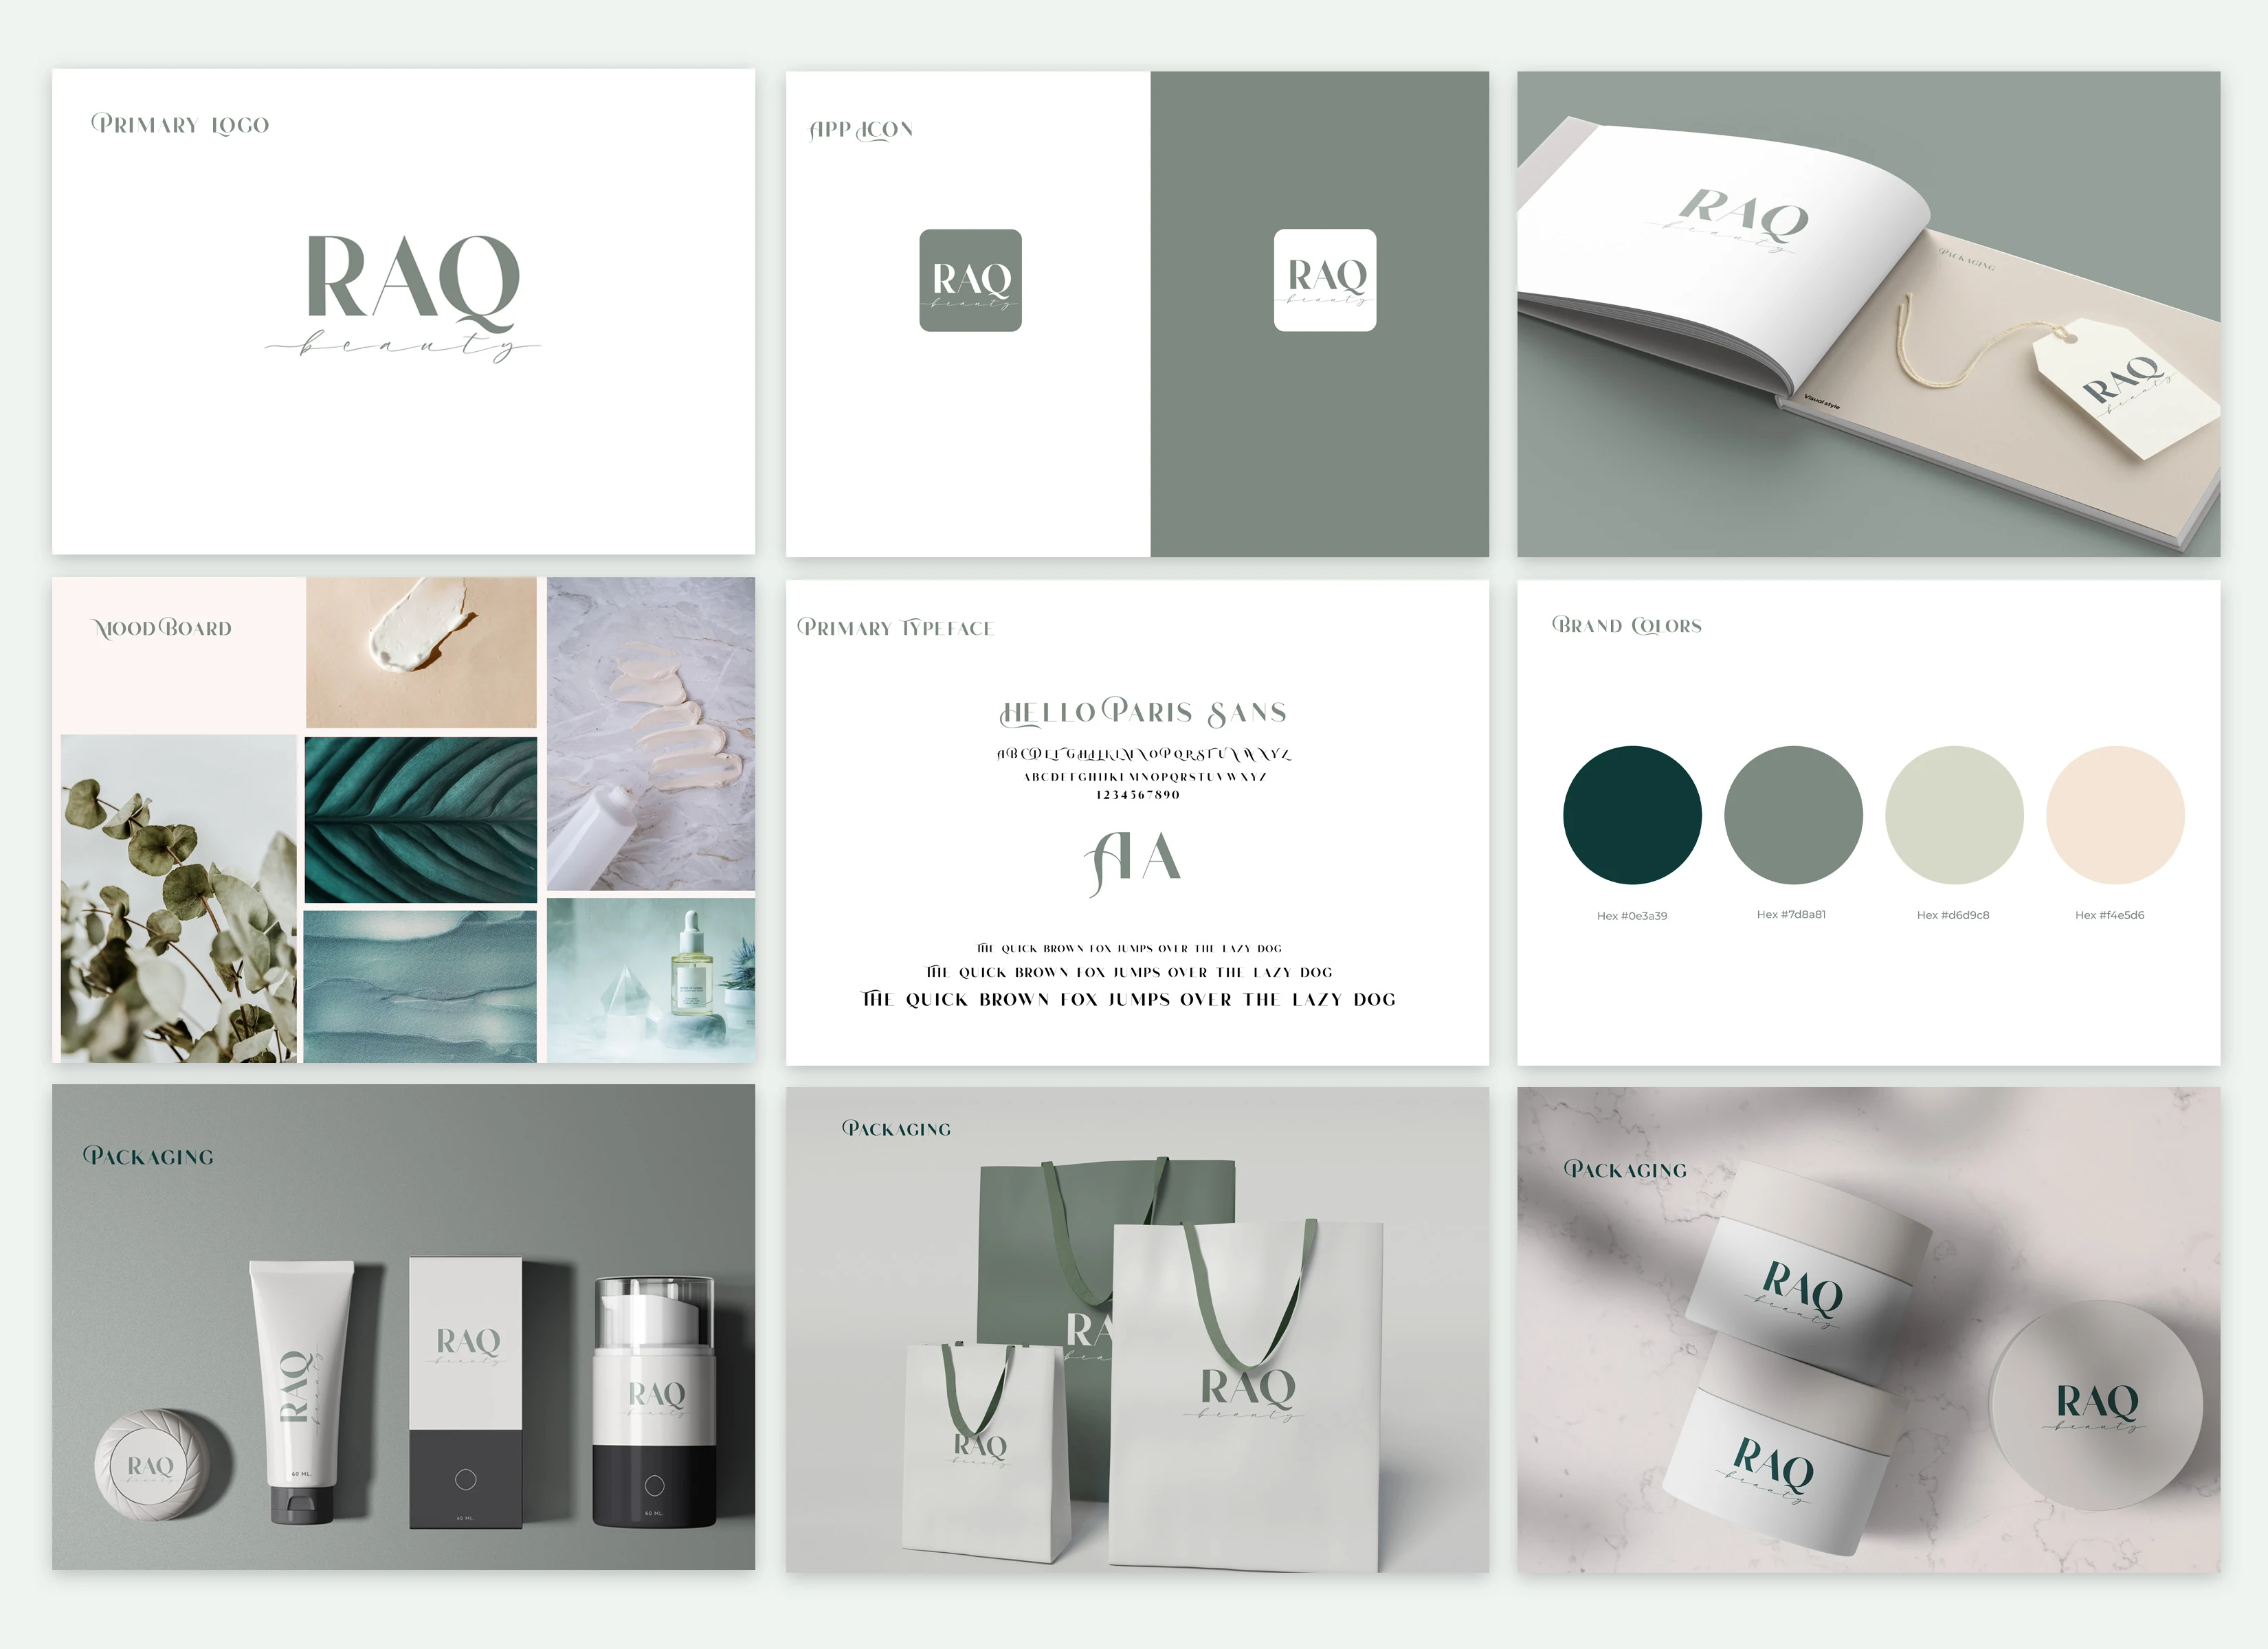 PRIMARY LOGO
RAQ
beauty
APP ICON
RAQ
beauty
RAQ
beauty
RAQ
beauty
PACKAGING
Visual style
RAQ
beauty
MOOD BOARD
PRIMARY TYPEFACE
HELLO PARIS SANS
ABCDEFGHIJKLMNOPQRSTUVWXYZ
ABCDEFGHIJKLMNOPQRSTUVWXYZ
1234567890
AA
THE QUICK BROWN FOX JUMPS OVER THE LAZY DOG
THE QUICK BROWN FOX JUMPS OVER THE LAZY DOG
THE QUICK BROWN FOX JUMPS OVER THE LAZY DOG
BRAND COLORS
Hex #0e3a39
Hex #7d8a81
Hex #d6d9c8
Hex #f4e5d6
PACKAGING
RAQ
beauty
RAQ
beauty
60 ML.
RAQ
beauty
60 ML.
RAQ
beauty
60 ML.
PACKAGING
RA
bea
RAQ
beauty
RAQ
beauty
PACKAGING
RAQ
beauty
RAQ
beauty
RAQ
beauty